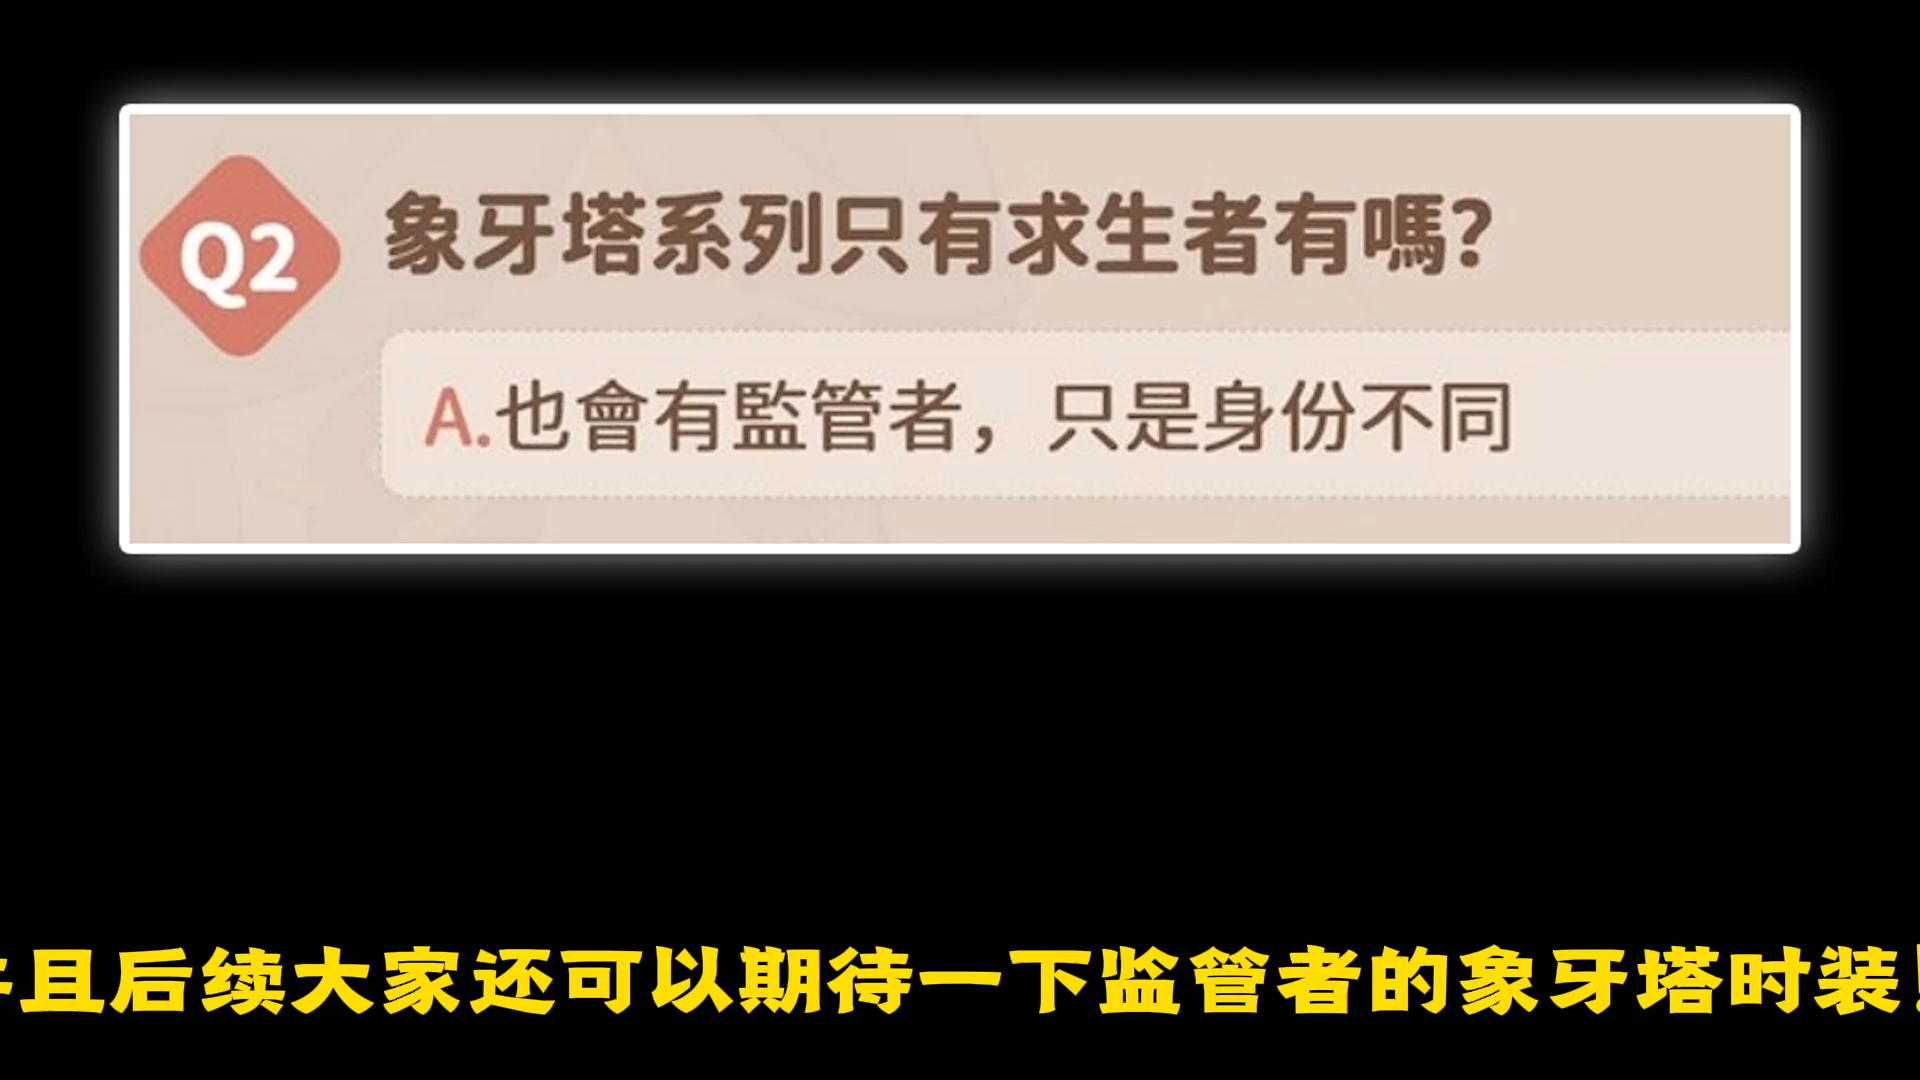 Q2
象牙塔系列只有求生者有嗎？
A.也會有監管者，只是身份不同
且后续大家还可以期待一下监管者的象牙塔时装